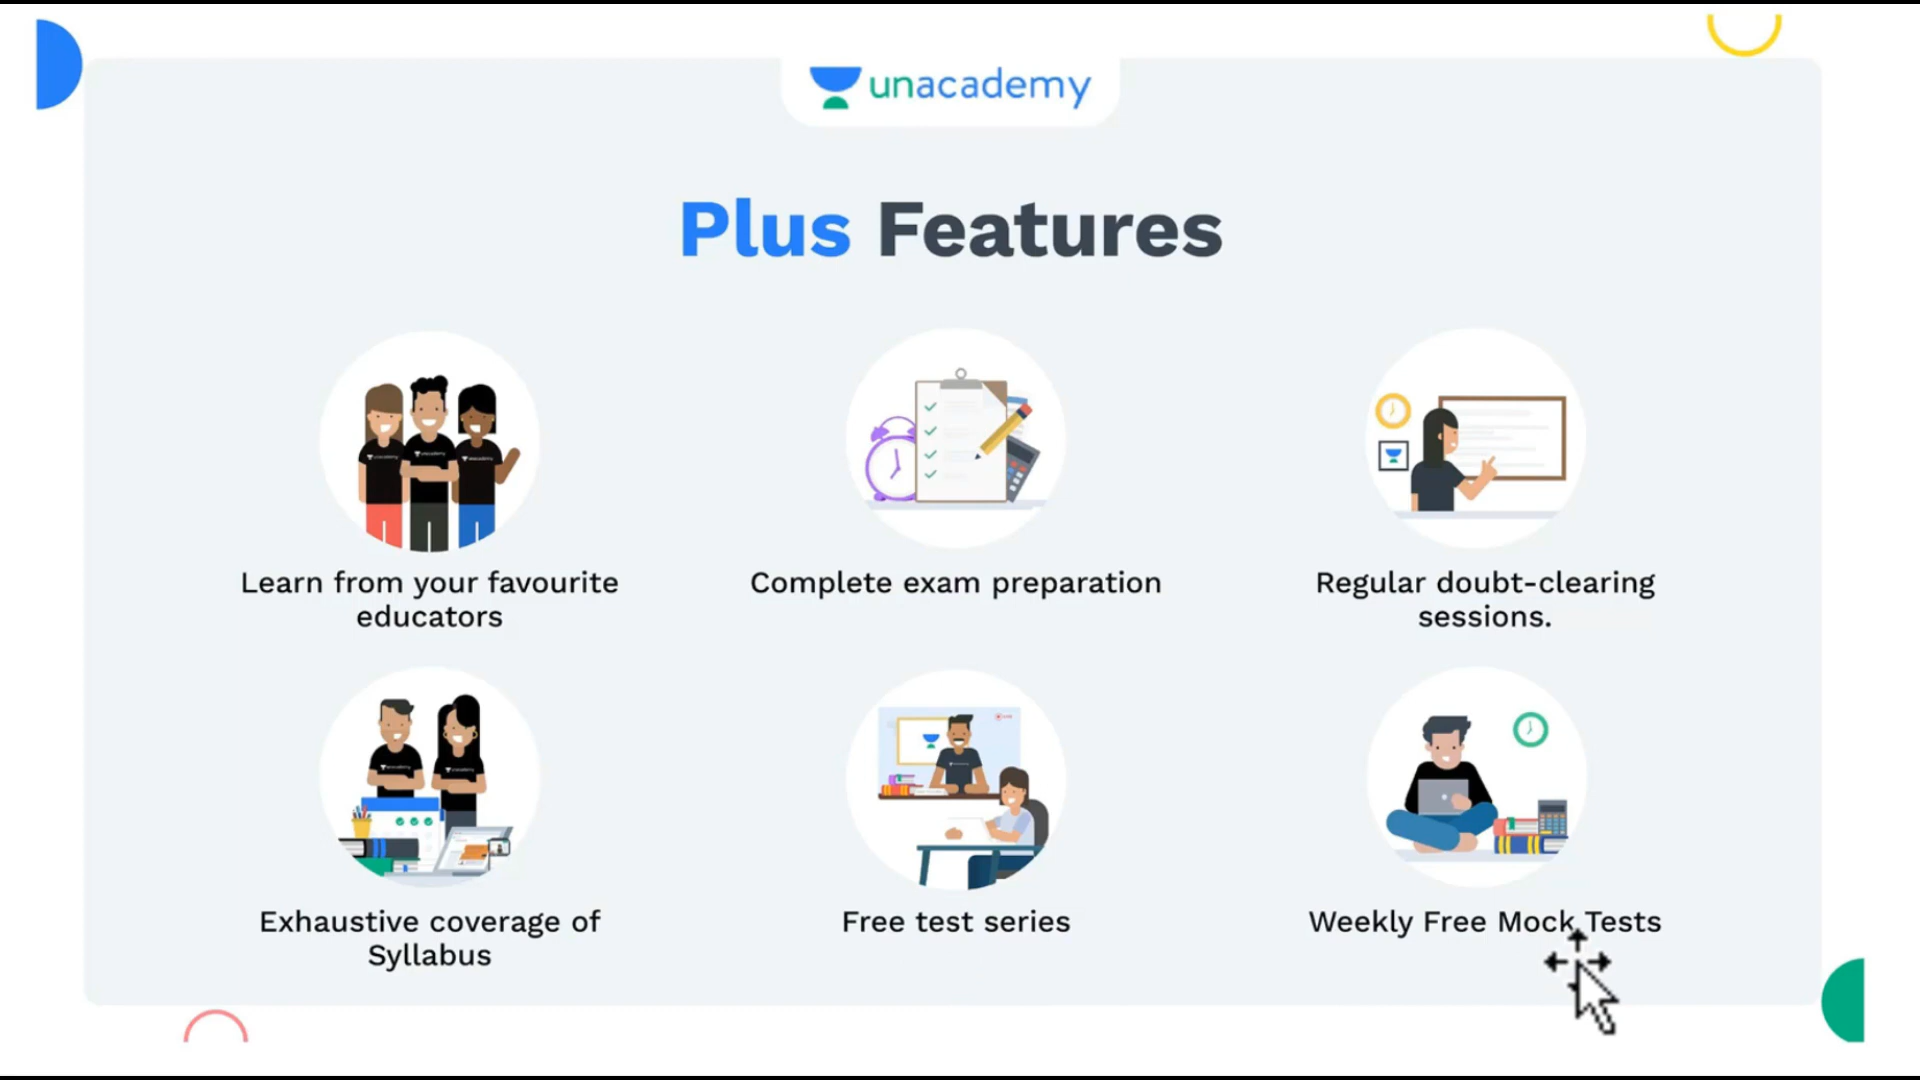 unacademy
Plus Features
Learn from your favourite
educators
Complete exam preparation
Regular doubt-clearing
sessions.
Exhaustive coverage of
Syllabus
Free test series
Weekly Free Mock Tests